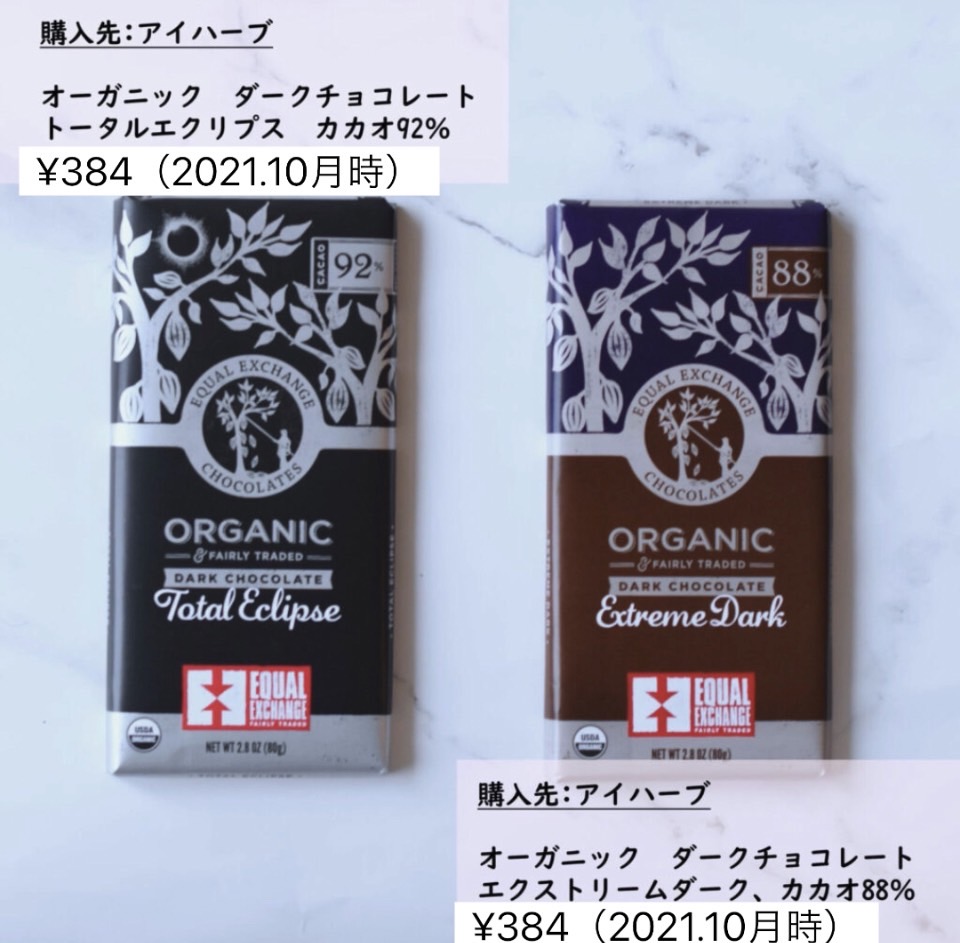 購入先:アイハーブ
オーガニック　ダークチョコレート
トータルエクリプス　カカオ92%
¥384（2021.10月時）
CACAO 92%
EQUAL EXCHANGE
CHOCOLATES
ORGANIC
& FAIRLY TRADED
DARK CHOCOLATE
Total Eclipse
EQUAL
EXCHANGE
FAIRLY TRADED
USDA
ORGANIC
NET WT 2.8 OZ (80g)
TOTAL ECLIPSE
EXTREME DARK
CACAO 88%
EQUAL EXCHANGE
CHOCOLATES
ORGANIC
& FAIRLY TRADED
DARK CHOCOLATE
Extreme Dark
EQUAL
EXCHANGE
FAIRLY TRADED
USDA
ORGANIC
NET WT 2.8 OZ (80g)
購入先:アイハーブ
オーガニック　ダークチョコレート
エクストリームダーク、カカオ88%
¥384（2021.10月時）